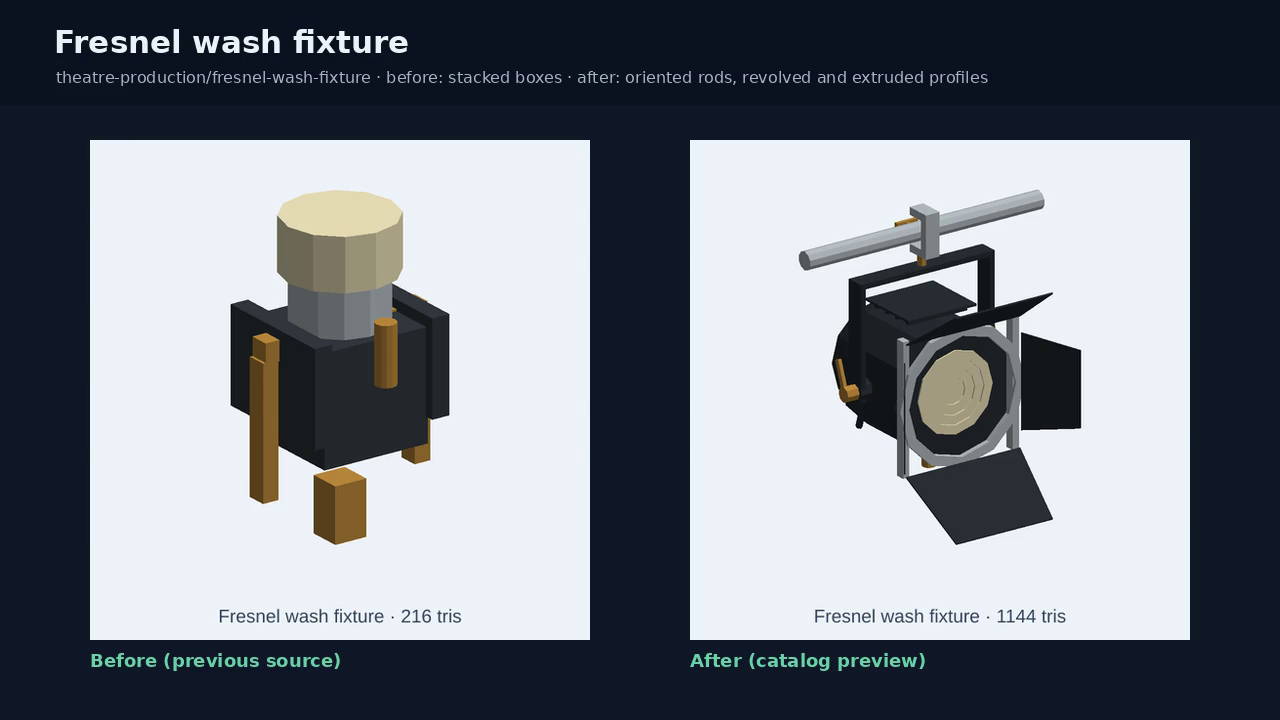 Fresnel wash fixture
theatre-production/fresnel-wash-fixture · before: stacked boxes · after: oriented rods, revolved and extruded profiles
Fresnel wash fixture · 216 tris
Fresnel wash fixture · 1144 tris
Before (previous source)
After (catalog preview)